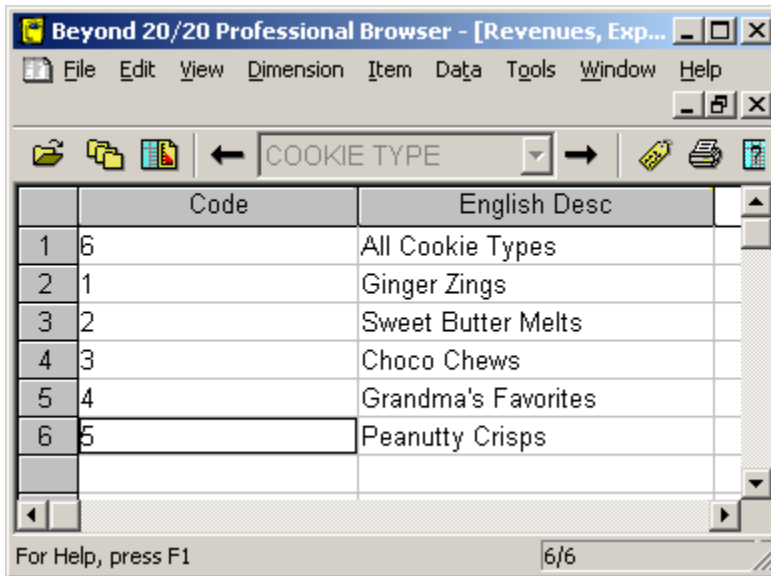 Beyond 20/20 Professional Browser - [Revenues, Exp...
File Edit View Dimension Item Data Tools Window Help
COOKIE TYPE
Code English Desc
1 6 All Cookie Types
2 1 Ginger Zings
3 2 Sweet Butter Melts
4 3 Choco Chews
5 4 Grandma's Favorites
6 5 Peanutty Crisps
For Help, press F1 6/6